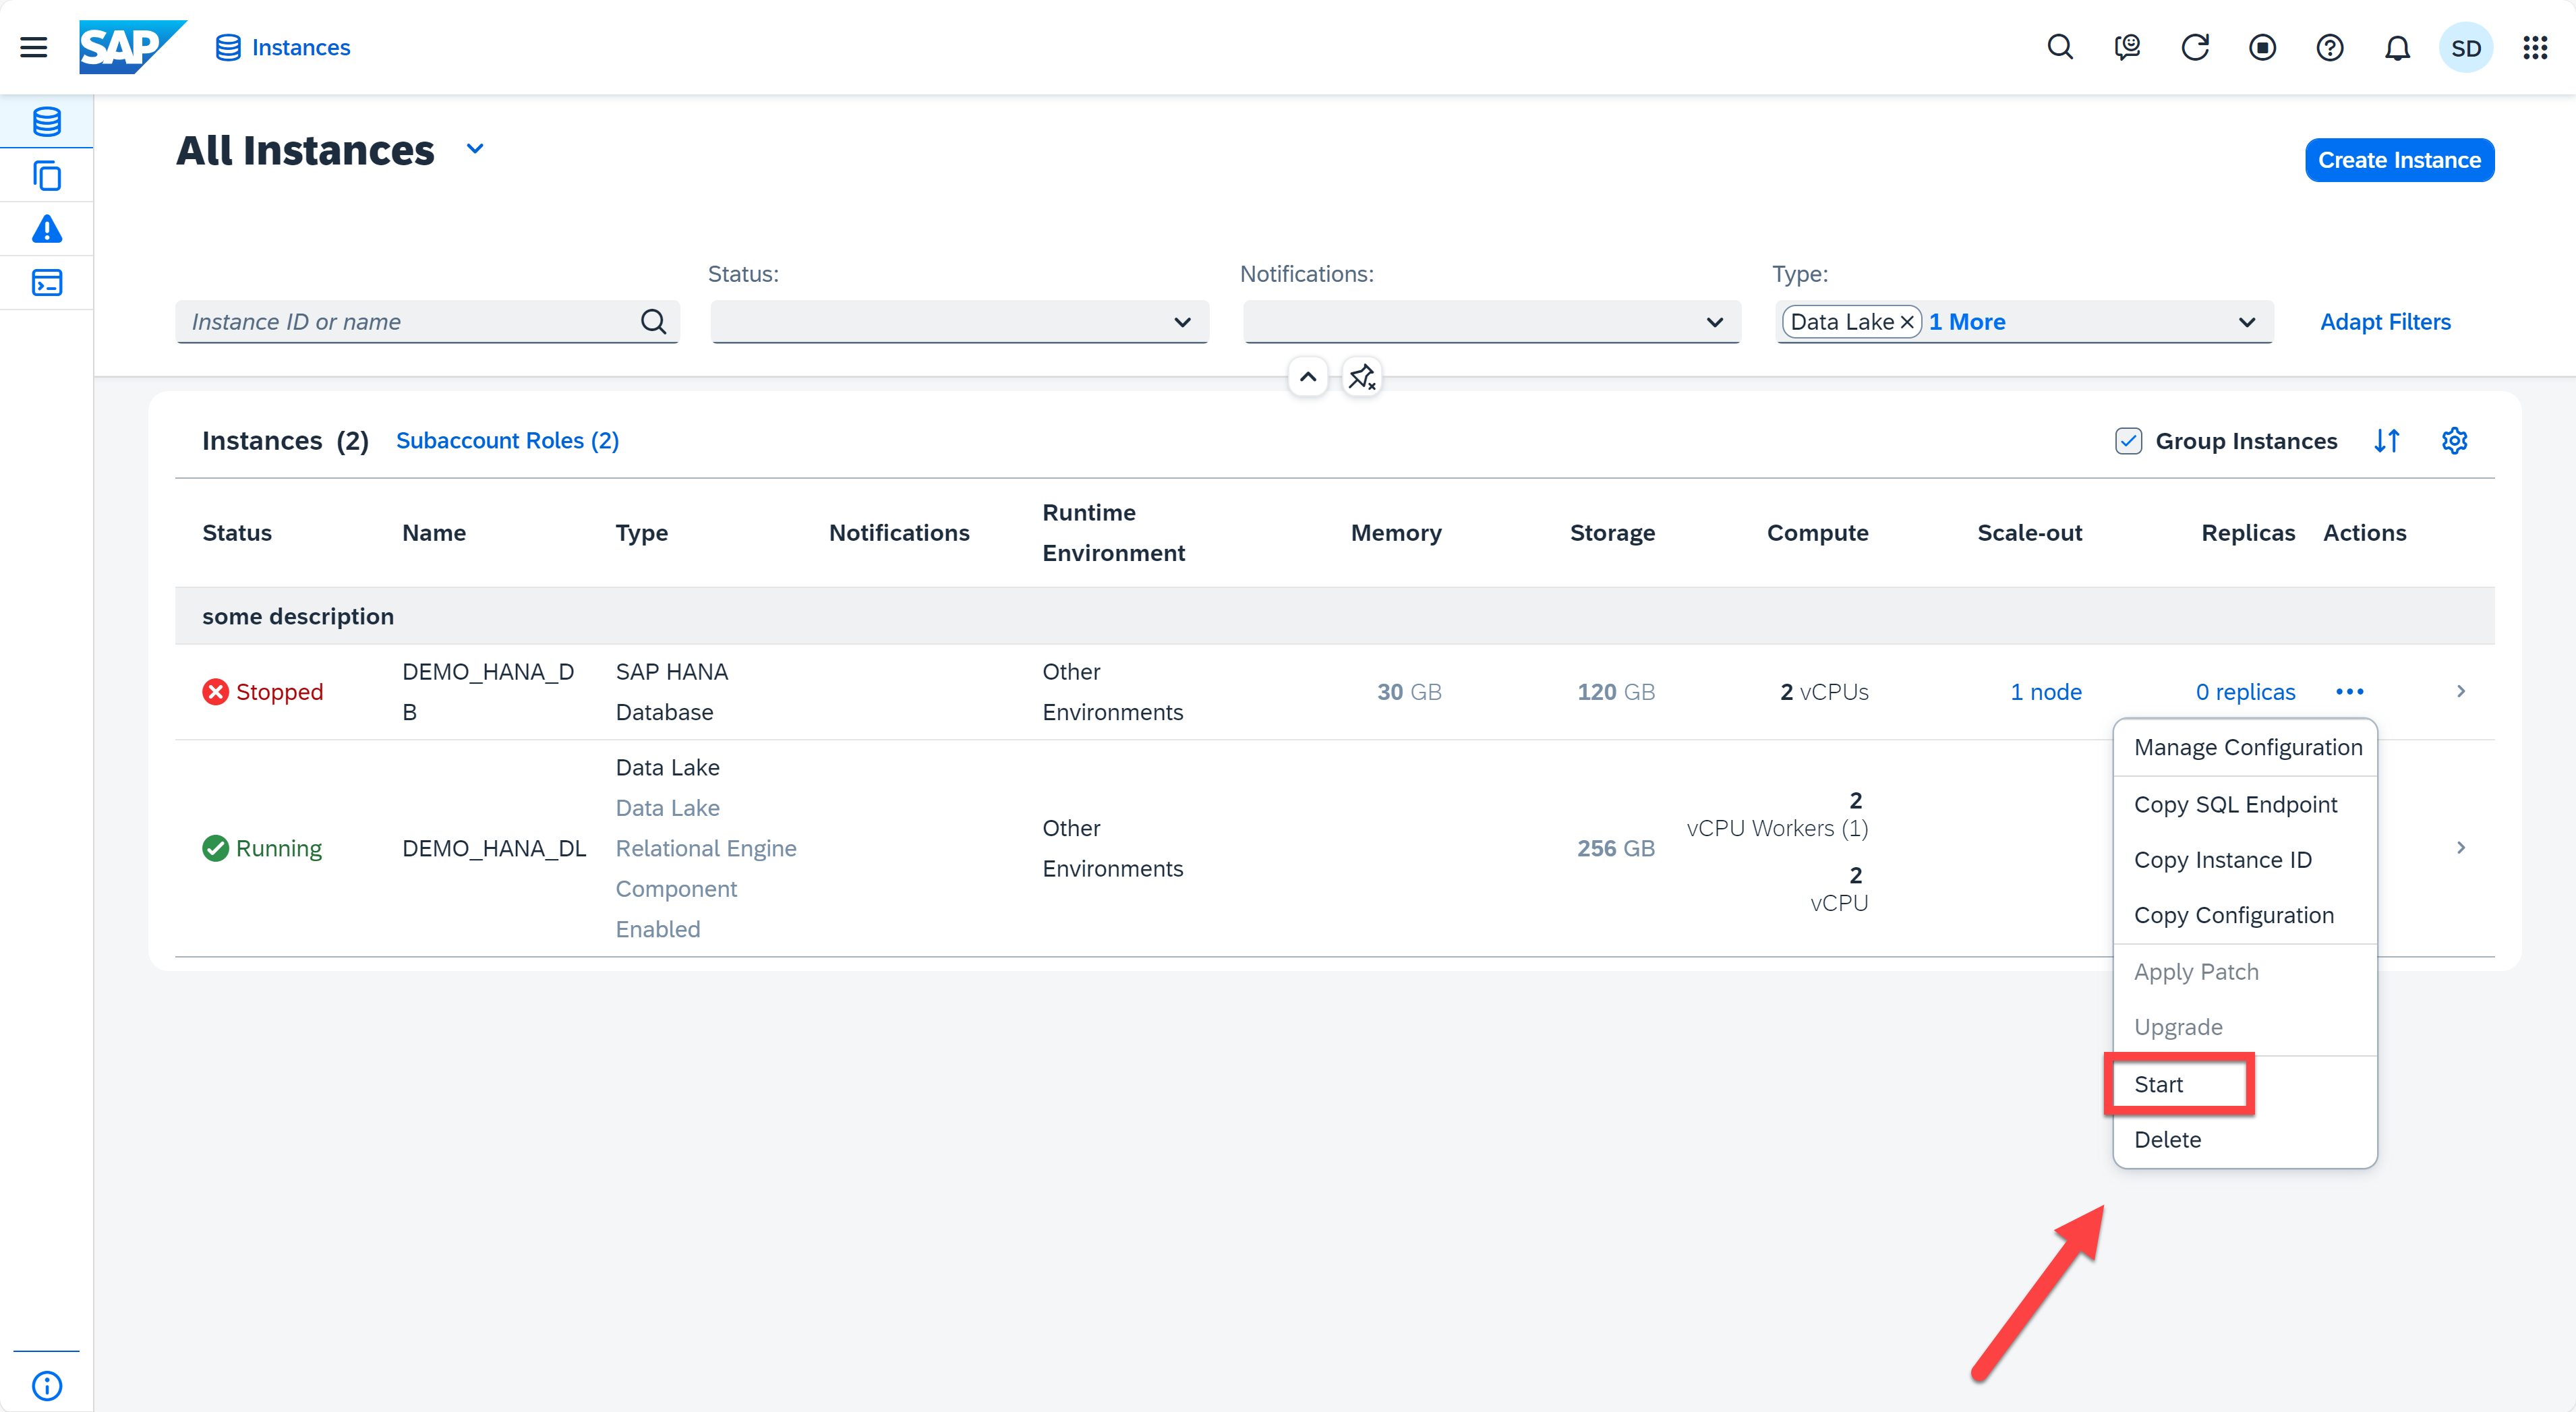 SAP
Instances
SD
All Instances
Create Instance
Status:
Notifications:
Type:
Instance ID or name
Data Lake
1 More
Adapt Filters
Instances (2)
Subaccount Roles (2)
Group Instances
Status
Name
Type
Notifications
Runtime
Environment
Memory
Storage
Compute
Scale-out
Replicas
Actions
some description
Stopped
DEMO_HANA_D
B
SAP HANA
Database
Other
Environments
30 GB
120 GB
2 vCPUs
1 node
0 replicas
Running
DEMO_HANA_DL
Data Lake
Data Lake
Relational Engine
Component
Enabled
Other
Environments
256 GB
2
vCPU Workers (1)
2
vCPU
Manage Configuration
Copy SQL Endpoint
Copy Instance ID
Copy Configuration
Apply Patch
Upgrade
Start
Delete